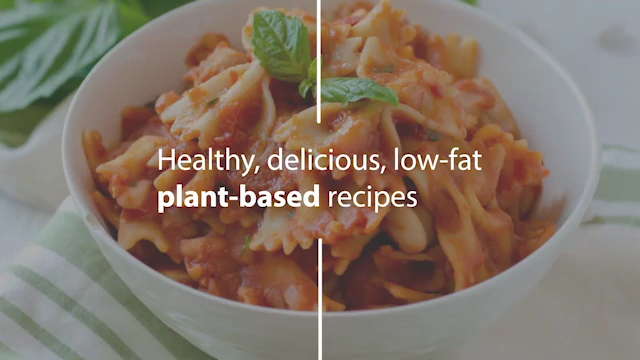 Healthy, delicious, low-fat
plant-based recipes